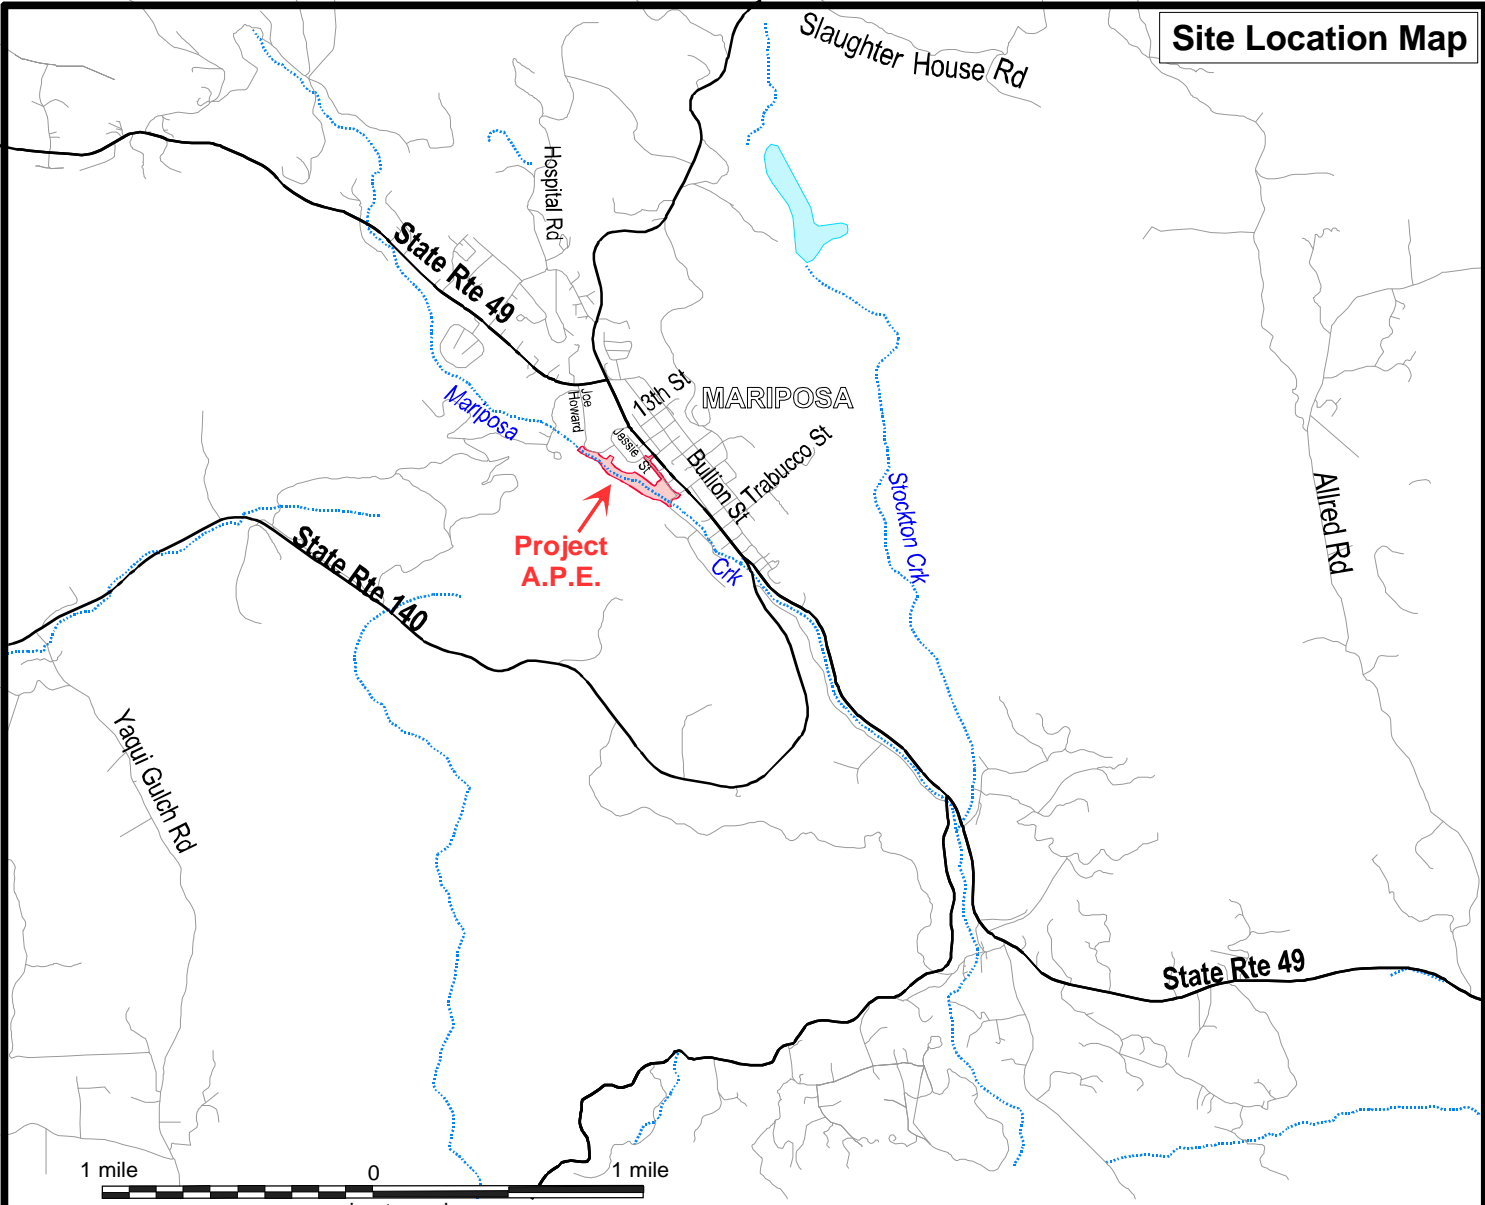 Site Location Map
Slaughter House Rd
Hospital Rd
State Rte 49
13th St
MARIPOSA
Joe
Howard
Mariposa
Jessie St
Bullion St
Trabucco St
Stockton Crk
Allred Rd
Project
A.P.E.
Crk
State Rte 140
Yaqui Gulch Rd
State Rte 49
1 mile 0 1 mile